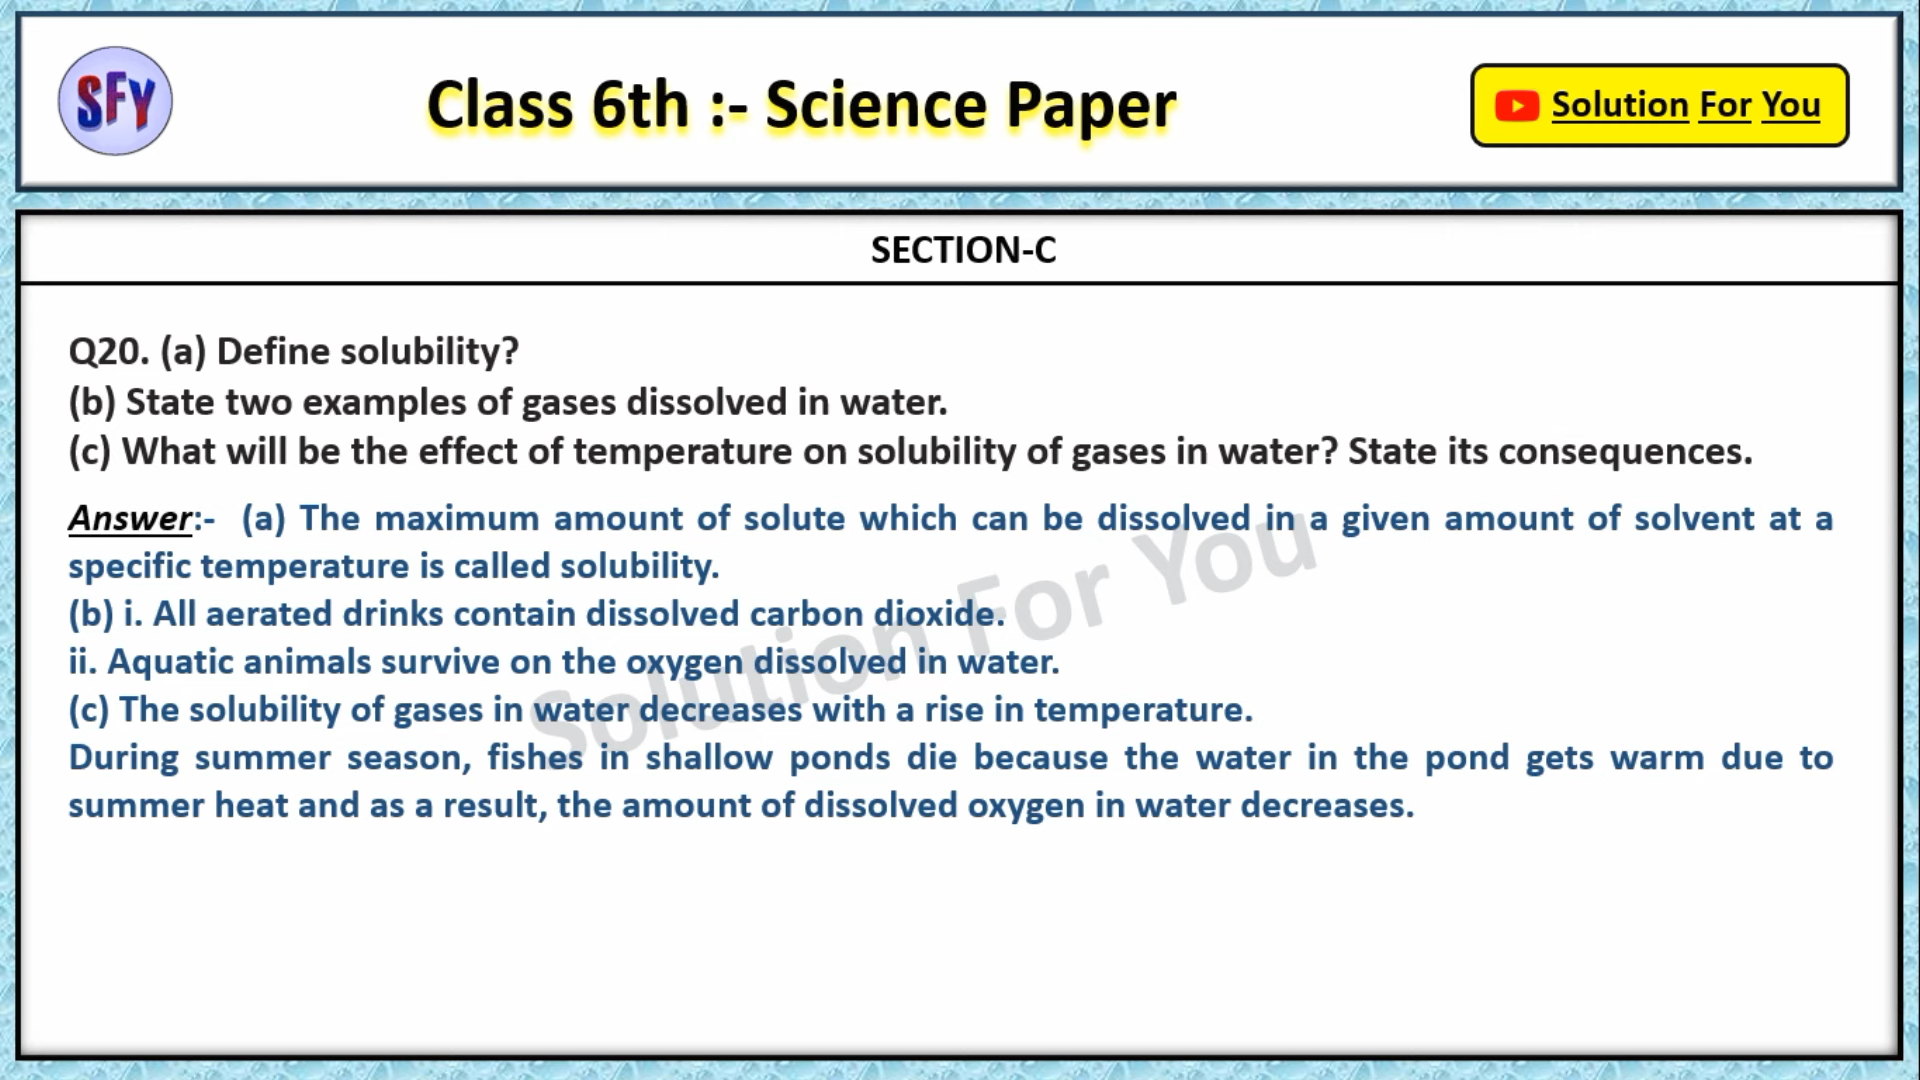 SFY
Class 6th :- Science Paper
Solution For You
SECTION-C
Q20. (a) Define solubility?
(b) State two examples of gases dissolved in water.
(c) What will be the effect of temperature on solubility of gases in water? State its consequences.
Answer:- (a) The maximum amount of solute which can be dissolved in a given amount of solvent at a
specific temperature is called solubility.
(b) i. All aerated drinks contain dissolved carbon dioxide.
ii. Aquatic animals survive on the oxygen dissolved in water.
(c) The solubility of gases in water decreases with a rise in temperature.
During summer season, fishes in shallow ponds die because the water in the pond gets warm due to
summer heat and as a result, the amount of dissolved oxygen in water decreases.
Solution For You